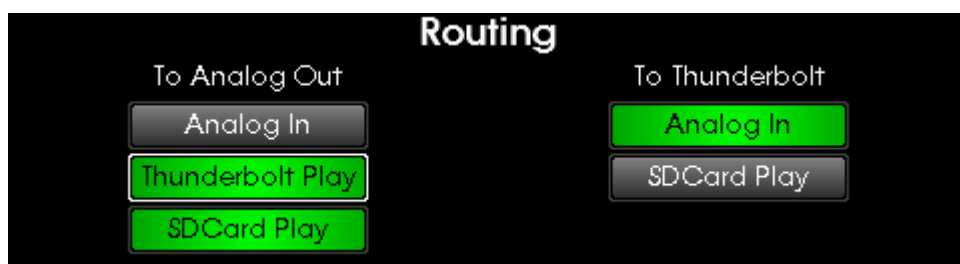 Routing
To Analog Out
Analog In
Thunderbolt Play
SDCard Play
To Thunderbolt
Analog In
SDCard Play